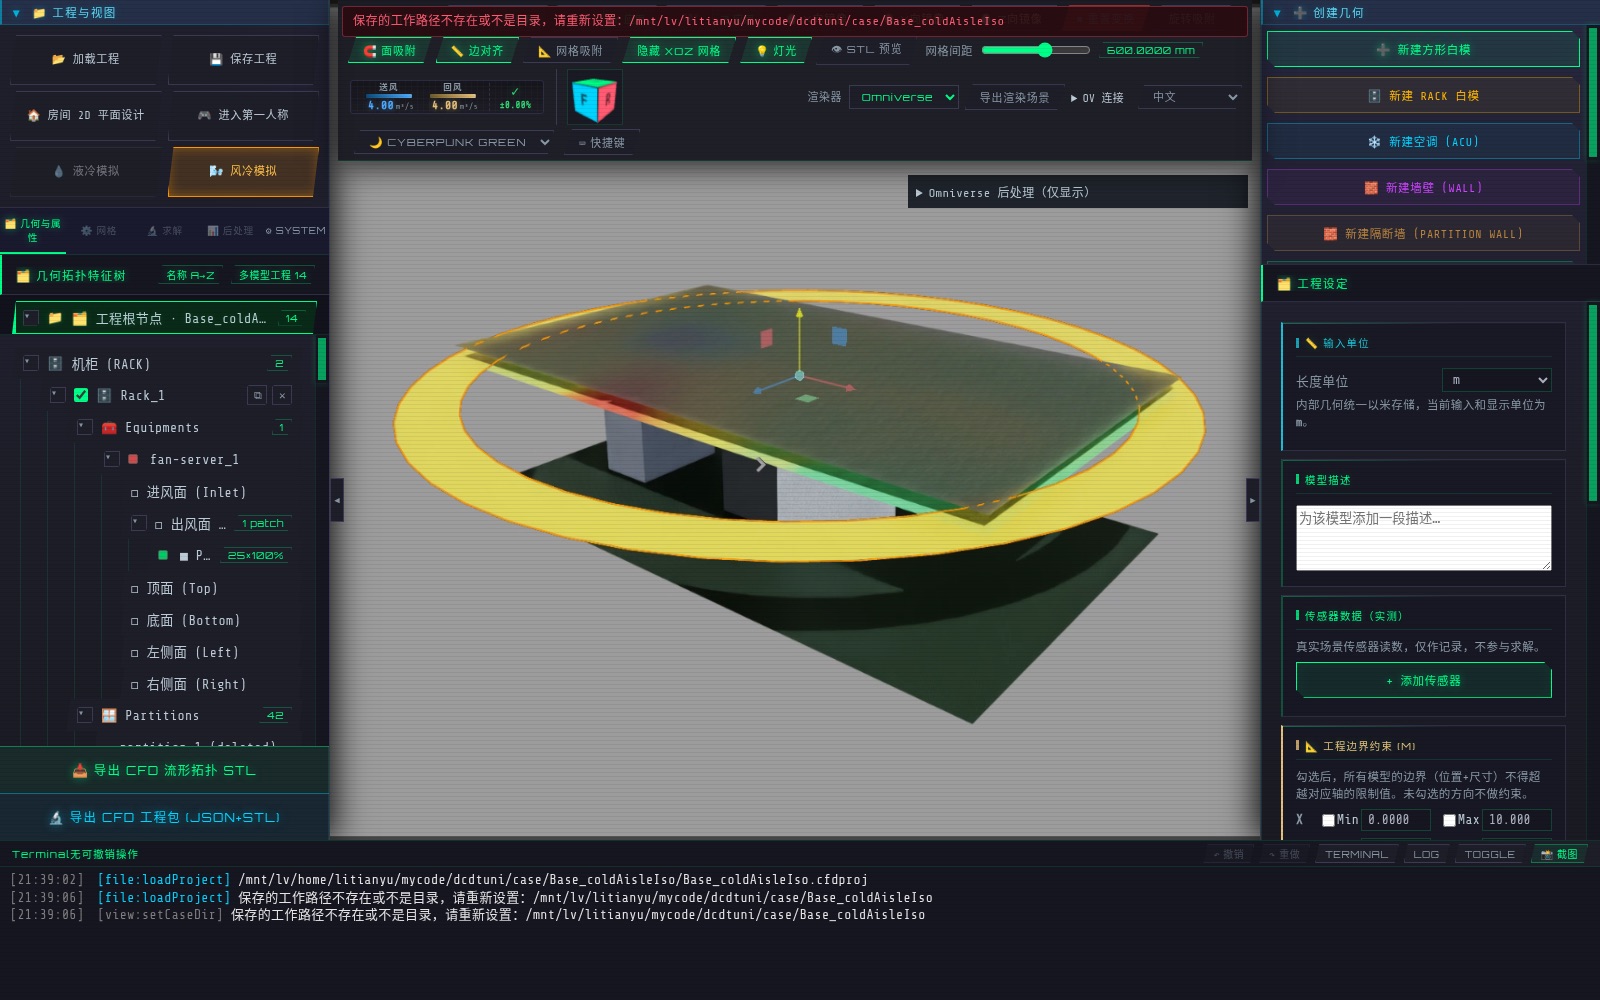 ▼ 📁 工程与视图
📂 加载工程
💾 保存工程
🏠 房间 2D 平面设计
🎮 进入第一人称
💧 液冷模拟
🌬️ 风冷模拟
🗂️ 几何与属性
⚙️ 网格
🔬 求解
📊 后处理
⚙ SYSTEM
🗂️ 几何拓扑特征树
名称 A→Z
多模型工程 14
📁 🗂️ 工程根节点 · Base_coldA… 14
🗄️ 机柜 (RACK) 2
🗄️ Rack_1
🧰 Equipments 1
fan-server_1
□ 进风面 (Inlet)
□ 出风面 … 1 patch
■ P… 25×100%
□ 顶面 (Top)
□ 底面 (Bottom)
□ 左侧面 (Left)
□ 右侧面 (Right)
🪟 Partitions 42
partition_1 (deleted)
📥 导出 CFD 流形拓扑 STL
🔬 导出 CFD 工程包 (JSON+STL)
保存的工作路径不存在或不是目录，请重新设置：/mnt/lv/litianyu/mycode/dcdtuni/case/Base_coldAisleIso
🧲 面吸附
📏 边对齐
📐 网格吸附
隐藏 XOZ 网格
💡 灯光
👁 STL 预览
网格间距
600.0000 mm
送风
4.00 m³/s
回风
4.00 m³/s
✓
±0.00%
F
R
渲染器
Omniverse
导出渲染场景
▶ OV 连接
中文
🌙 CYBERPUNK GREEN
⌨ 快捷键
▶ Omniverse 后处理（仅显示）
▼ ➕ 创建几何
➕ 新建方形白模
🗄️ 新建 RACK 白模
❄️ 新建空调 (ACU)
🧱 新建墙壁 (WALL)
🧱 新建隔断墙 (PARTITION WALL)
🗂️ 工程设定
📏 输入单位
长度单位
m
内部几何统一以米存储，当前输入和显示单位为
m。
模型描述
为该模型添加一段描述…
传感器数据（实测）
真实场景传感器读数，仅作记录，不参与求解。
+ 添加传感器
📐 工程边界约束 (M)
勾选后，所有模型的边界（位置+尺寸）不得超
越对应轴的限制值。未勾选的方向不做约束。
X Min 0.0000 Max 10.000
Terminal无可撤销操作
↶ 撤销
↷ 重做
TERMINAL
LOG
TOGGLE
📸 截图
[21:39:02] [file:loadProject] /mnt/lv/home/litianyu/mycode/dcdtuni/case/Base_coldAisleIso/Base_coldAisleIso.cfdproj
[21:39:06] [file:loadProject] 保存的工作路径不存在或不是目录，请重新设置：/mnt/lv/litianyu/mycode/dcdtuni/case/Base_coldAisleIso
[21:39:06] [view:setCaseDir] 保存的工作路径不存在或不是目录，请重新设置：/mnt/lv/litianyu/mycode/dcdtuni/case/Base_coldAisleIso